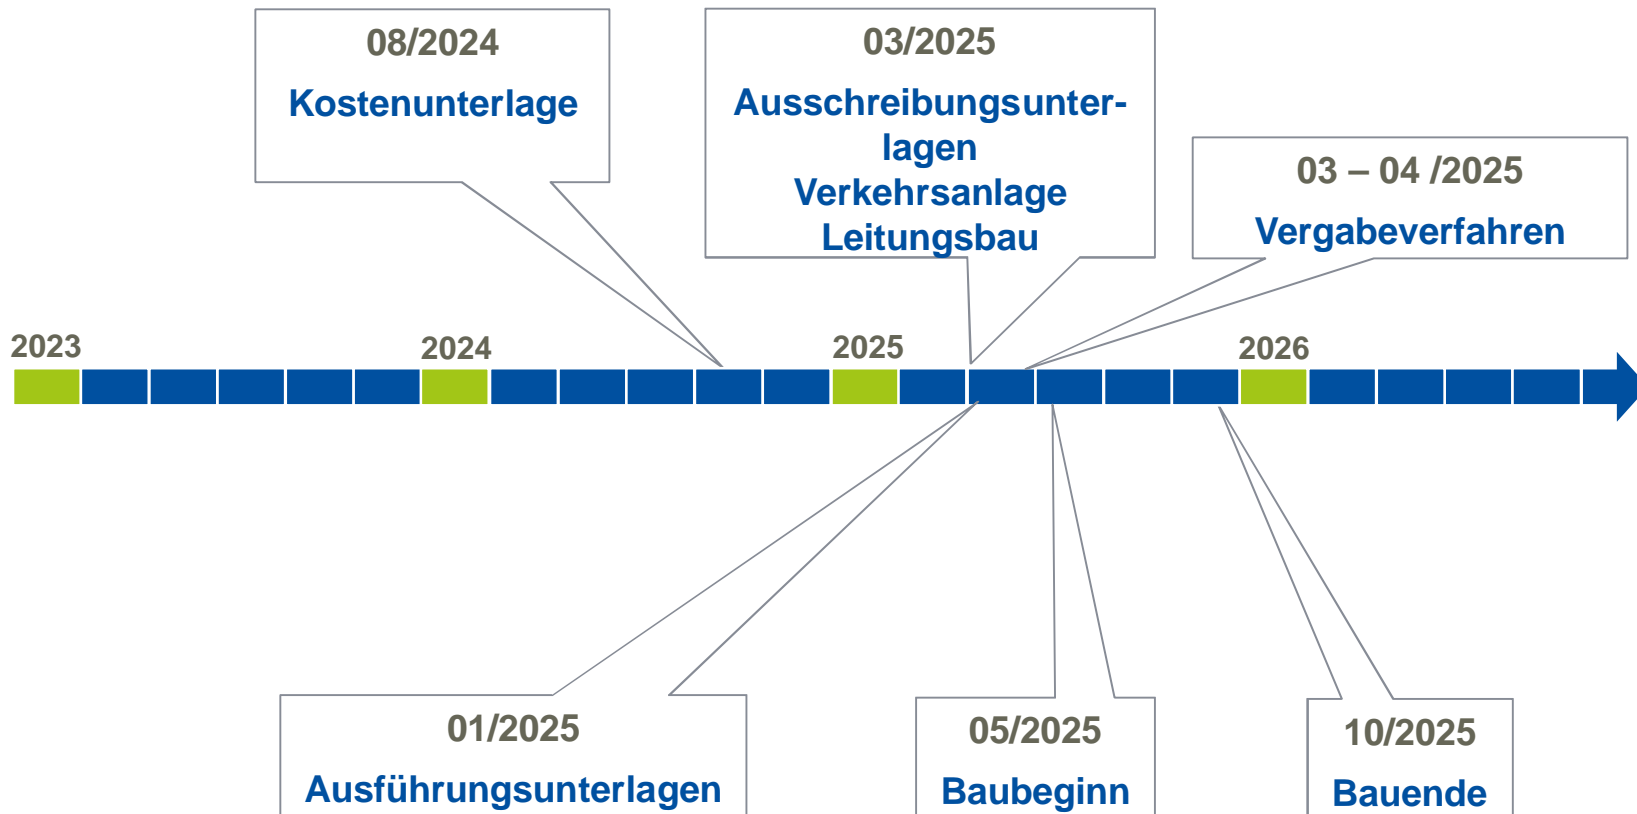 08/2024
Kostenunterlage
03/2025
Ausschreibungsunter-
lagen
Verkehrsanlage
Leitungsbau
03 – 04 /2025
Vergabeverfahren
2023
2024
2025
2026
01/2025
Ausführungsunterlagen
05/2025
Baubeginn
10/2025
Bauende